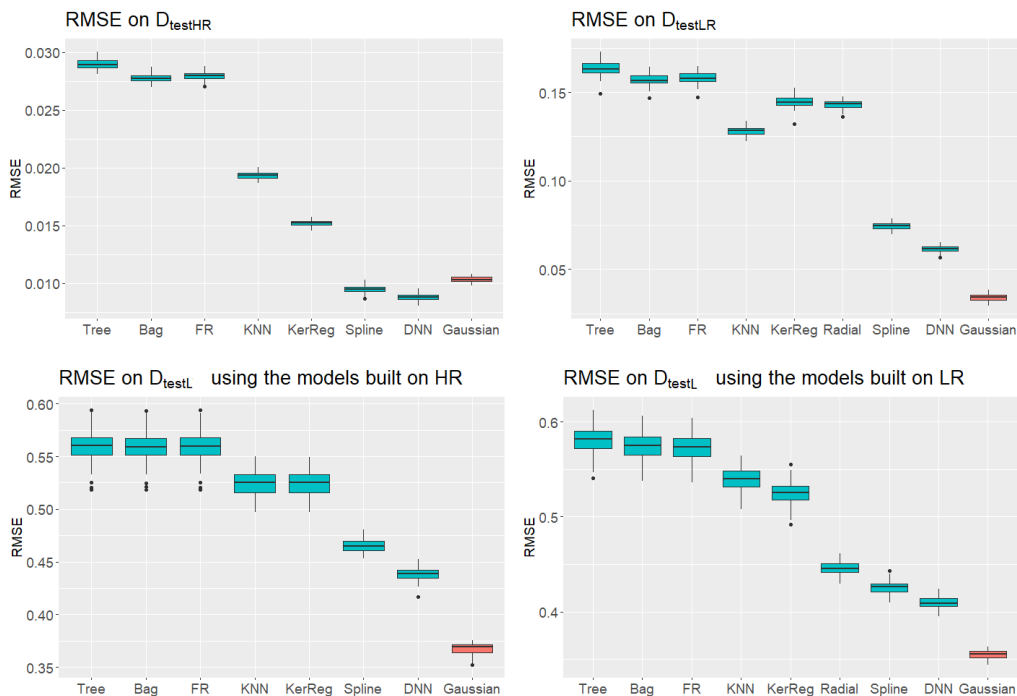 RMSE on DtestHR
RMSE
0.030
0.025
0.020
0.015
0.010
Tree Bag FR KNN KerReg Spline DNN Gaussian
RMSE on DtestLR
RMSE
0.15
0.10
0.05
Tree Bag FR KNN KerReg Radial Spline DNN Gaussian
RMSE on DtestL using the models built on HR
RMSE
0.60
0.55
0.50
0.45
0.40
0.35
Tree Bag FR KNN KerReg Spline DNN Gaussian
RMSE on DtestL using the models built on LR
RMSE
0.6
0.5
0.4
Tree Bag FR KNN KerReg Radial Spline DNN Gaussian